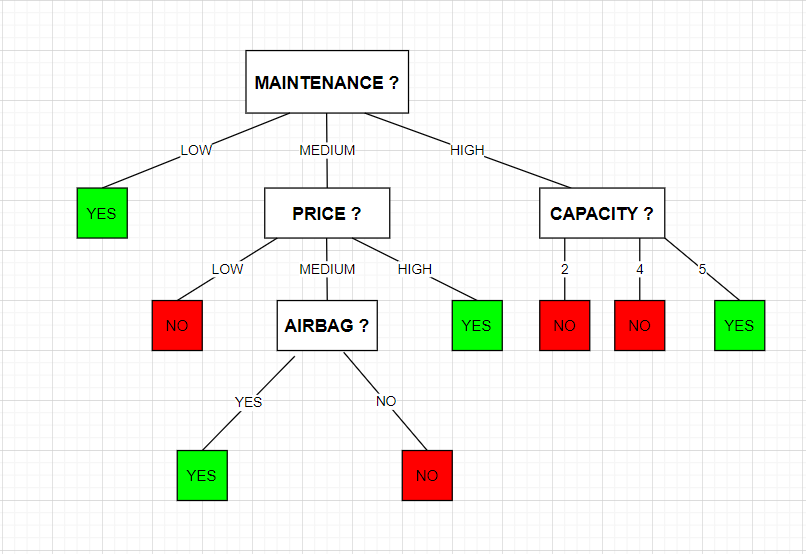 MAINTENANCE ?
LOW
MEDIUM
HIGH
YES
PRICE ?
CAPACITY ?
LOW
MEDIUM
HIGH
2
4
5
NO
AIRBAG ?
YES
NO
NO
YES
YES
NO
YES
NO